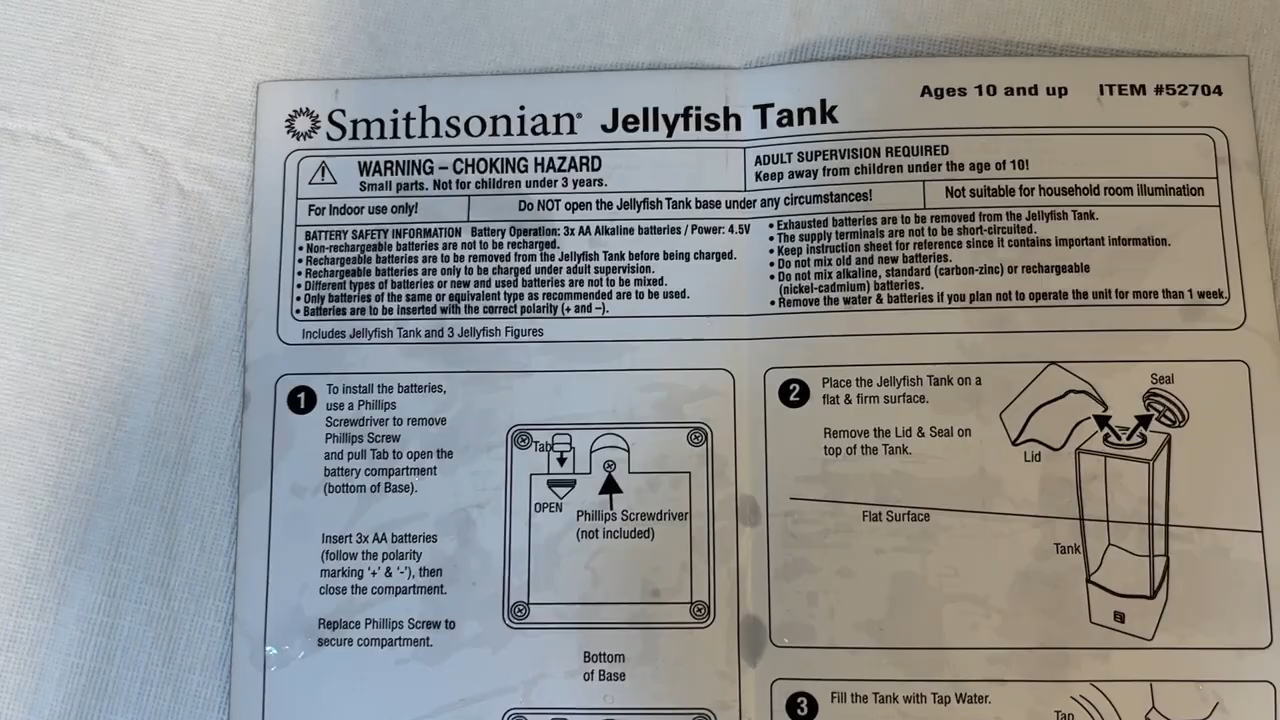 Smithsonian® Jellyfish Tank
Ages 10 and up ITEM #52704
WARNING – CHOKING HAZARD
Small parts. Not for children under 3 years.
ADULT SUPERVISION REQUIRED
Keep away from children under the age of 10!
For Indoor use only!
Do NOT open the Jellyfish Tank base under any circumstances!
Not suitable for household room illumination
BATTERY SAFETY INFORMATION Battery Operation: 3x AA Alkaline batteries / Power: 4.5V
• Non-rechargeable batteries are not to be recharged.
• Rechargeable batteries are to be removed from the Jellyfish Tank before being charged.
• Rechargeable batteries are only to be charged under adult supervision.
• Different types of batteries or new and used batteries are not to be mixed.
• Only batteries of the same or equivalent type as recommended are to be used.
• Batteries are to be inserted with the correct polarity (+ and –).
• Exhausted batteries are to be removed from the Jellyfish Tank.
• The supply terminals are not to be short-circuited.
• Keep instruction sheet for reference since it contains important information.
• Do not mix old and new batteries.
• Do not mix alkaline, standard (carbon-zinc) or rechargeable
(nickel-cadmium) batteries.
• Remove the water & batteries if you plan not to operate the unit for more than 1 week.
Includes Jellyfish Tank and 3 Jellyfish Figures
1
To install the batteries,
use a Phillips
Screwdriver to remove
Phillips Screw
and pull Tab to open the
battery compartment
(bottom of Base).
Insert 3x AA batteries
(follow the polarity
marking '+' & '-'), then
close the compartment.
Replace Phillips Screw to
secure compartment.
Tab
OPEN
Phillips Screwdriver
(not included)
Bottom
of Base
2
Place the Jellyfish Tank on a
flat & firm surface.
Remove the Lid & Seal on
top of the Tank.
Seal
Lid
Flat Surface
Tank
3
Fill the Tank with Tap Water.
Tap